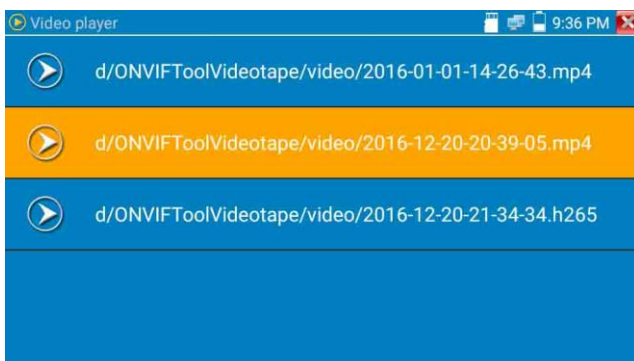 Video player
9:36 PM
d/ONVIFToolVideotape/video/2016-01-01-14-26-43.mp4
d/ONVIFToolVideotape/video/2016-12-20-20-39-05.mp4
d/ONVIFToolVideotape/video/2016-12-20-21-34-34.h265